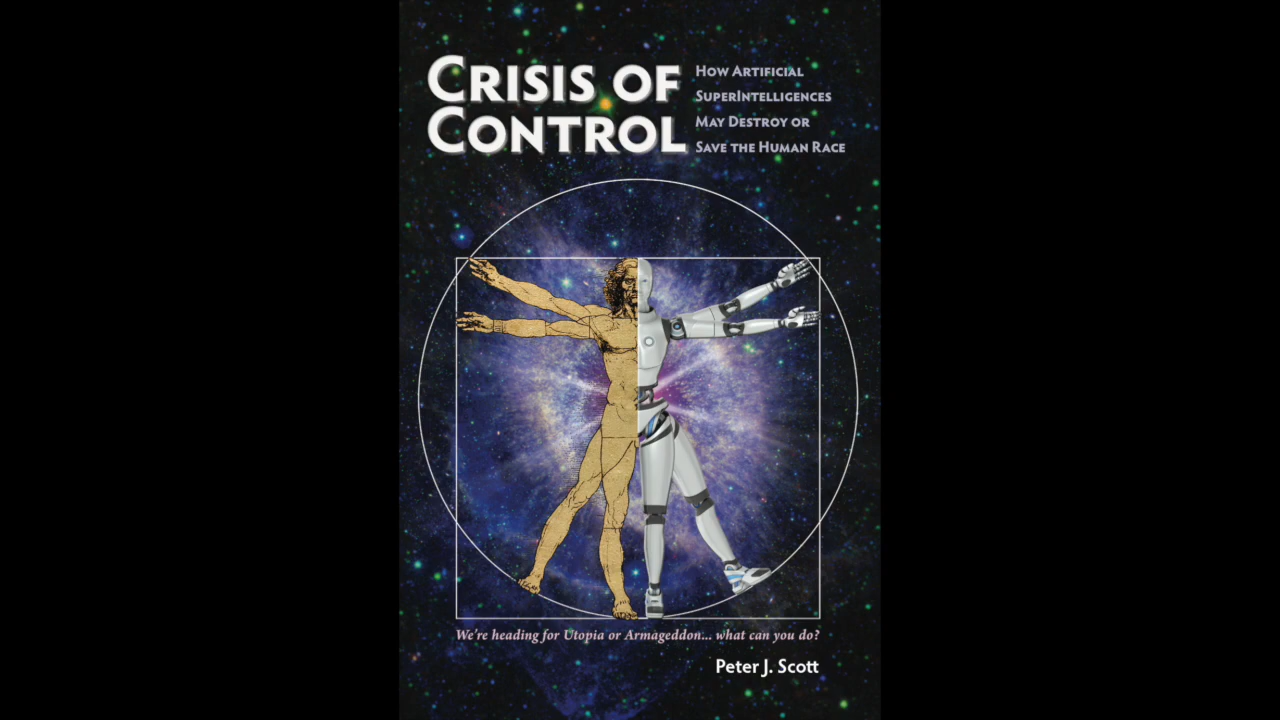 Crisis of
Control
How Artificial
SuperIntelligences
May Destroy or
Save the Human Race
We're heading for Utopia or Armageddon... what can you do?
Peter J. Scott